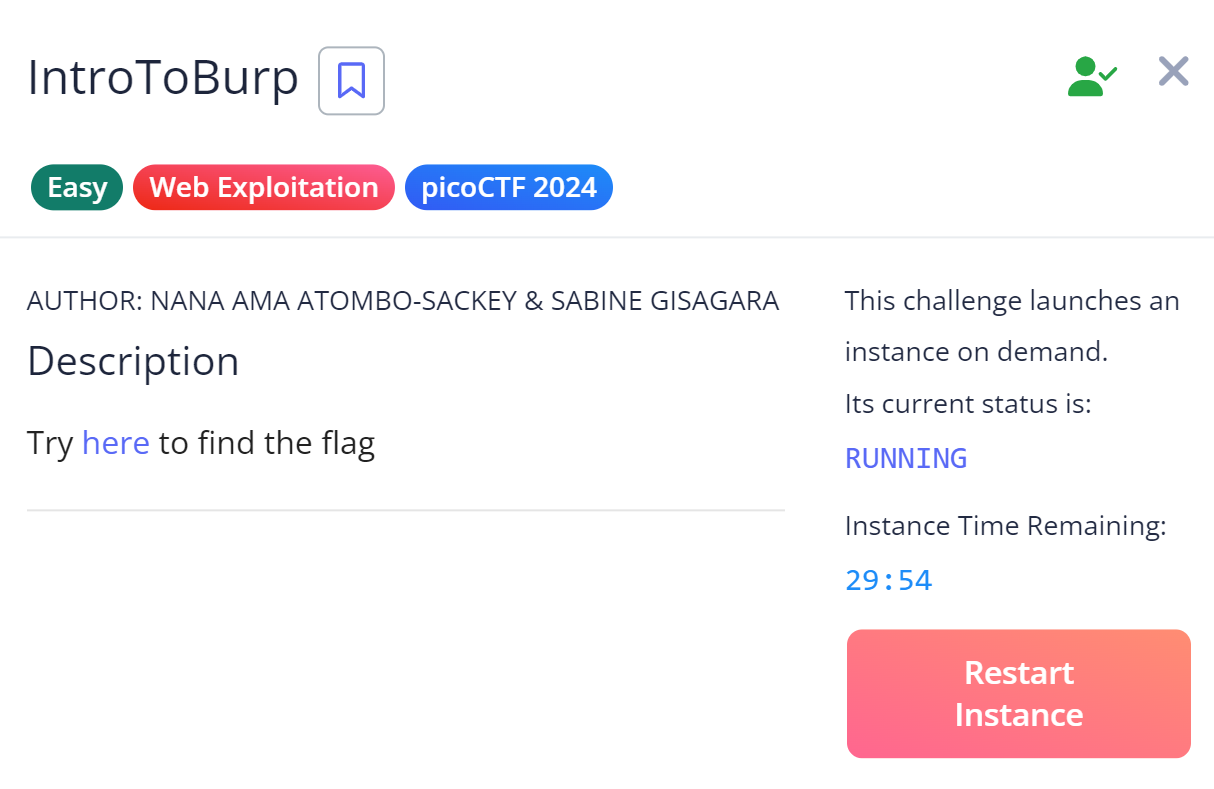 IntroToBurp
Easy
Web Exploitation
picoCTF 2024
AUTHOR: NANA AMA ATOMBO-SACKEY & SABINE GISAGARA
Description
Try here to find the flag
This challenge launches an
instance on demand.
Its current status is:
RUNNING
Instance Time Remaining:
29:54
Restart
Instance